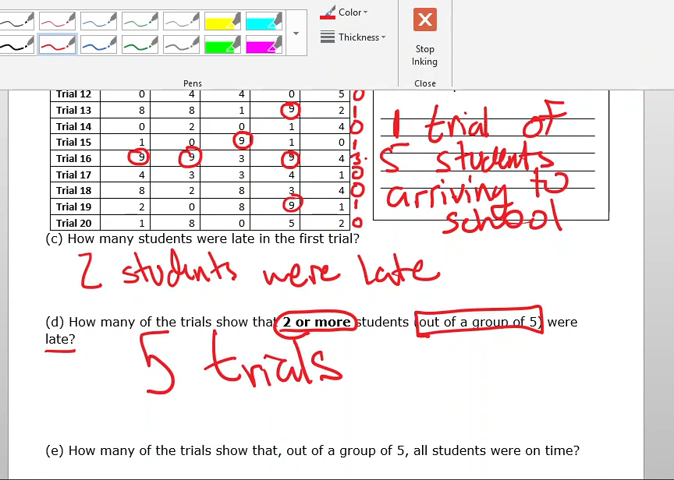 Color
Thickness
Stop
Inking
Pens
Close
Trial 12 0 4 4 0 5 0
Trial 13 8 8 1 9 2 1
Trial 14 0 2 0 1 4 0
Trial 15 1 0 9 1 0 1
Trial 16 9 9 3 9 4 3
Trial 17 4 3 3 4 1 0
Trial 18 8 2 8 3 4 0
Trial 19 2 0 8 9 1 1
Trial 20 1 8 0 5 2 0
1 trial of
5 students
arriving to
school
(c) How many students were late in the first trial?
2 students were late
(d) How many of the trials show that 2 or more students (out of a group of 5) were
late?
5 trials
(e) How many of the trials show that, out of a group of 5, all students were on time?